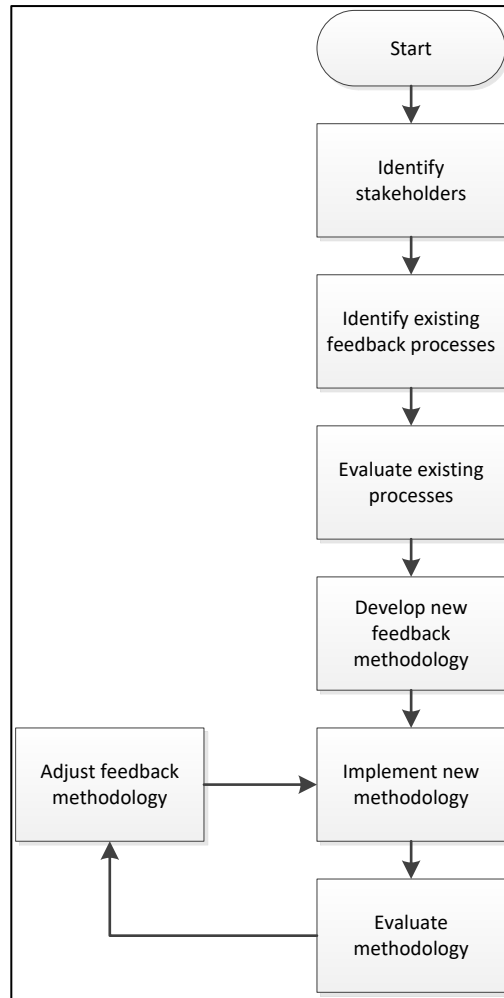 Start
Identify
stakeholders
Identify existing
feedback processes
Evaluate existing
processes
Develop new
feedback
methodology
Adjust feedback
methodology
Implement new
methodology
Evaluate
methodology